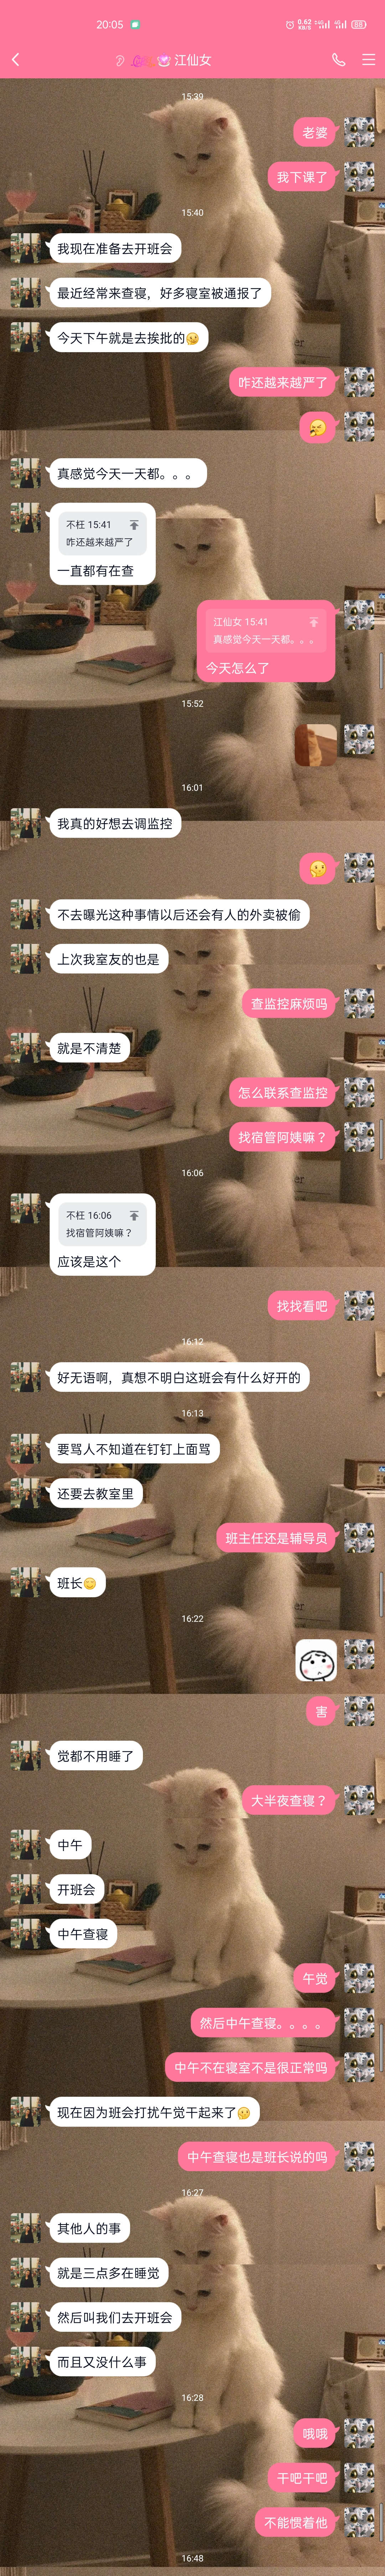 20:05
0.62
KB/S
江仙女
15:39
老婆
我下课了
15:40
我现在准备去开班会
最近经常来查寝，好多寝室被通报了
今天下午就是去挨批的
咋还越来越严了
真感觉今天一天都。。。
不枉 15:41
咋还越来越严了
一直都有在查
江仙女 15:41
真感觉今天一天都。。。
今天怎么了
15:52
16:01
我真的好想去调监控
不去曝光这种事情以后还会有人的外卖被偷
上次我室友的也是
查监控麻烦吗
就是不清楚
怎么联系查监控
找宿管阿姨嘛？
16:06
不枉 16:06
找宿管阿姨嘛？
应该是这个
找找看吧
16:12
好无语啊，真想不明白这班会有什么好开的
16:13
要骂人不知道在钉钉上面骂
还要去教室里
班主任还是辅导员
班长
16:22
害
觉都不用睡了
大半夜查寝？
中午
开班会
中午查寝
午觉
然后中午查寝。。。。
中午不在寝室不是很正常吗
现在因为班会打扰午觉干起来了
中午查寝也是班长说的吗
16:27
其他人的事
就是三点多在睡觉
然后叫我们去开班会
而且又没什么事
16:28
哦哦
干吧干吧
不能惯着他
16:48